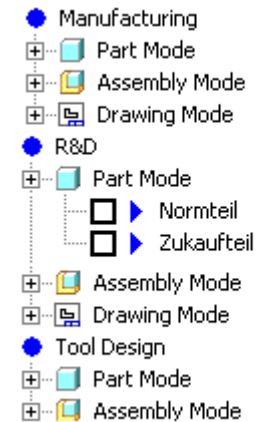 Manufacturing
Part Mode
Assembly Mode
Drawing Mode
R&D
Part Mode
Normteil
Zukaufteil
Assembly Mode
Drawing Mode
Tool Design
Part Mode
Assembly Mode